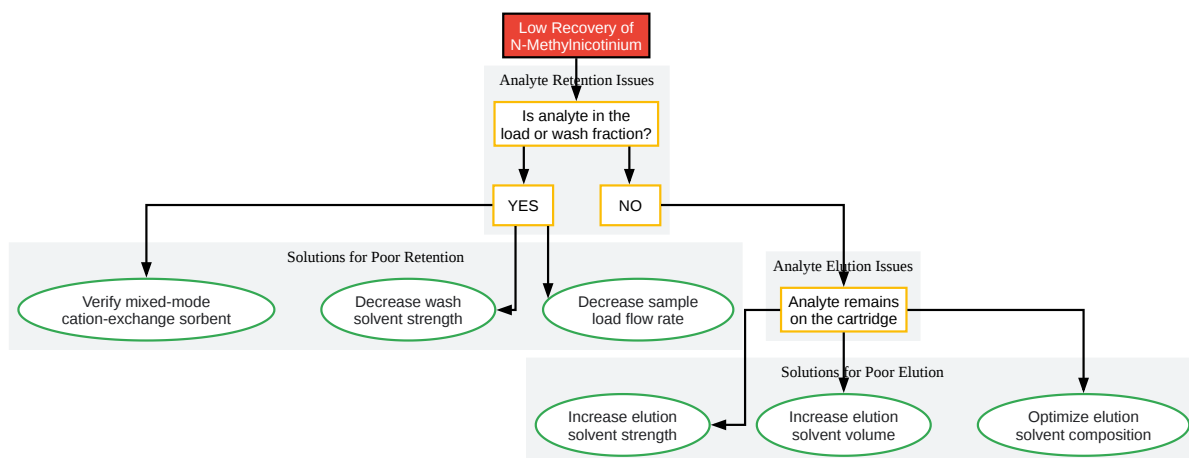 Low Recovery of
N-Methylnicotinium
Analyte Retention Issues
Is analyte in the
load or wash fraction?
YES
NO
Solutions for Poor Retention
Analyte Elution Issues
Verify mixed-mode
cation-exchange sorbent
Decrease wash
solvent strength
Decrease sample
load flow rate
Analyte remains
on the cartridge
Solutions for Poor Elution
Increase elution
solvent strength
Increase elution
solvent volume
Optimize elution
solvent composition